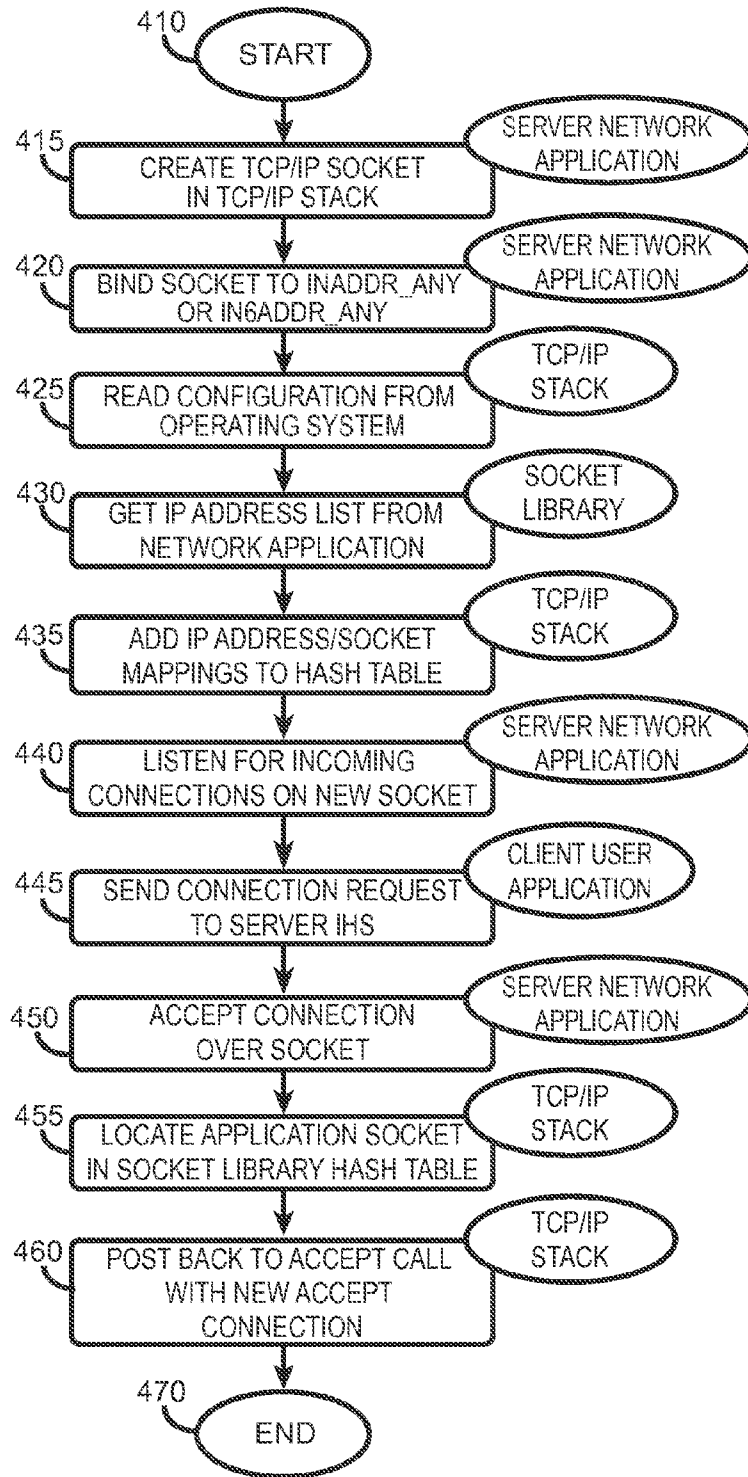 410
START
415
CREATE TCP/IP SOCKET
IN TCP/IP STACK
SERVER NETWORK
APPLICATION
420
BIND SOCKET TO INADDR_ANY
OR IN6ADDR_ANY
SERVER NETWORK
APPLICATION
425
READ CONFIGURATION FROM
OPERATING SYSTEM
TCP/IP
STACK
430
GET IP ADDRESS LIST FROM
NETWORK APPLICATION
SOCKET
LIBRARY
435
ADD IP ADDRESS/SOCKET
MAPPINGS TO HASH TABLE
TCP/IP
STACK
440
LISTEN FOR INCOMING
CONNECTIONS ON NEW SOCKET
SERVER NETWORK
APPLICATION
445
SEND CONNECTION REQUEST
TO SERVER IHS
CLIENT USER
APPLICATION
450
ACCEPT CONNECTION
OVER SOCKET
SERVER NETWORK
APPLICATION
455
LOCATE APPLICATION SOCKET
IN SOCKET LIBRARY HASH TABLE
TCP/IP
STACK
460
POST BACK TO ACCEPT CALL
WITH NEW ACCEPT
CONNECTION
TCP/IP
STACK
470
END